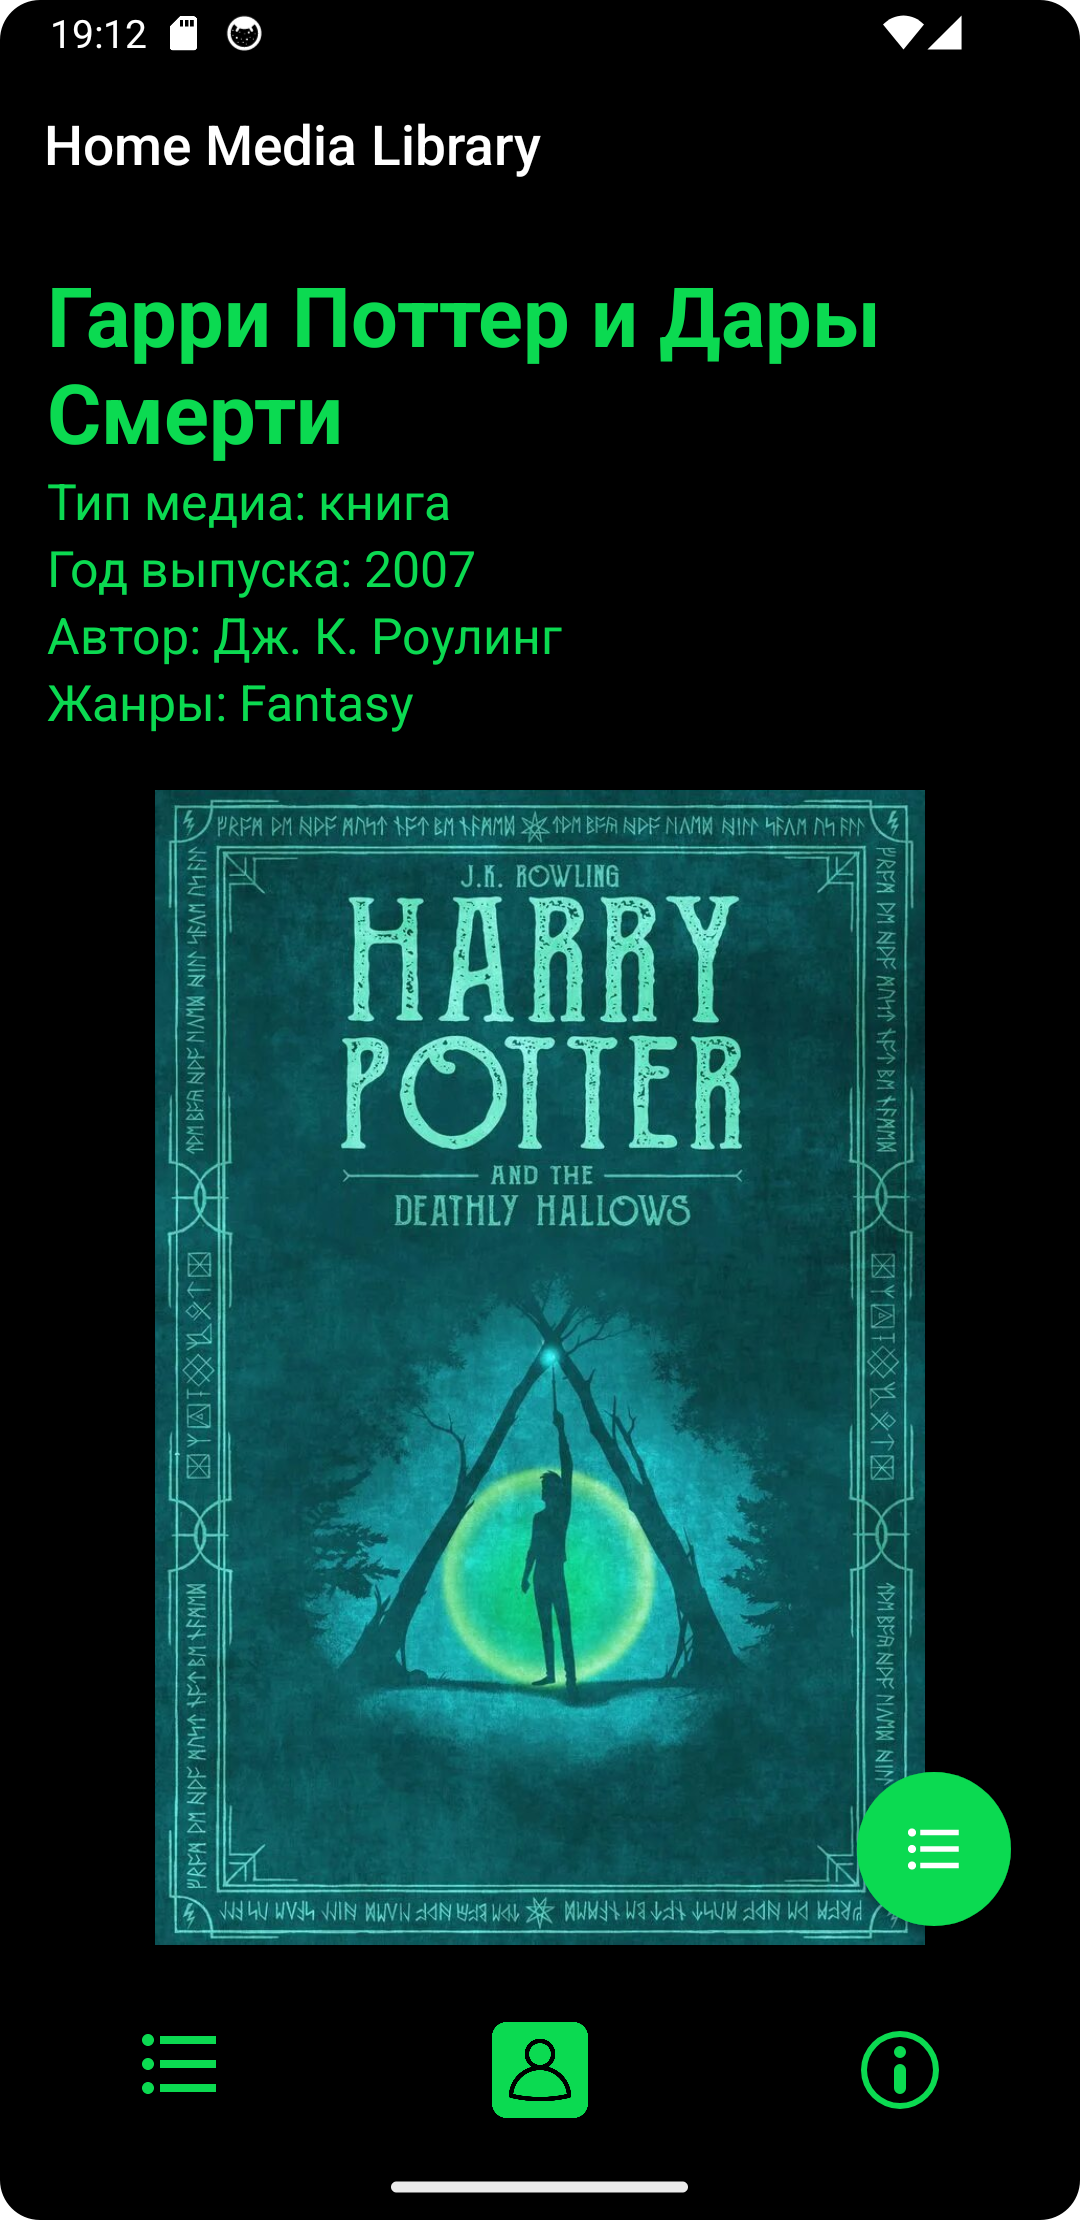 19:12
Home Media Library
Гарри Поттер и Дары
Смерти
Тип медиа: книга
Год выпуска: 2007
Автор: Дж. К. Роулинг
Жанры: Fantasy
J.K. ROWLING
HARRY
POTTER
AND THE
DEATHLY HALLOWS